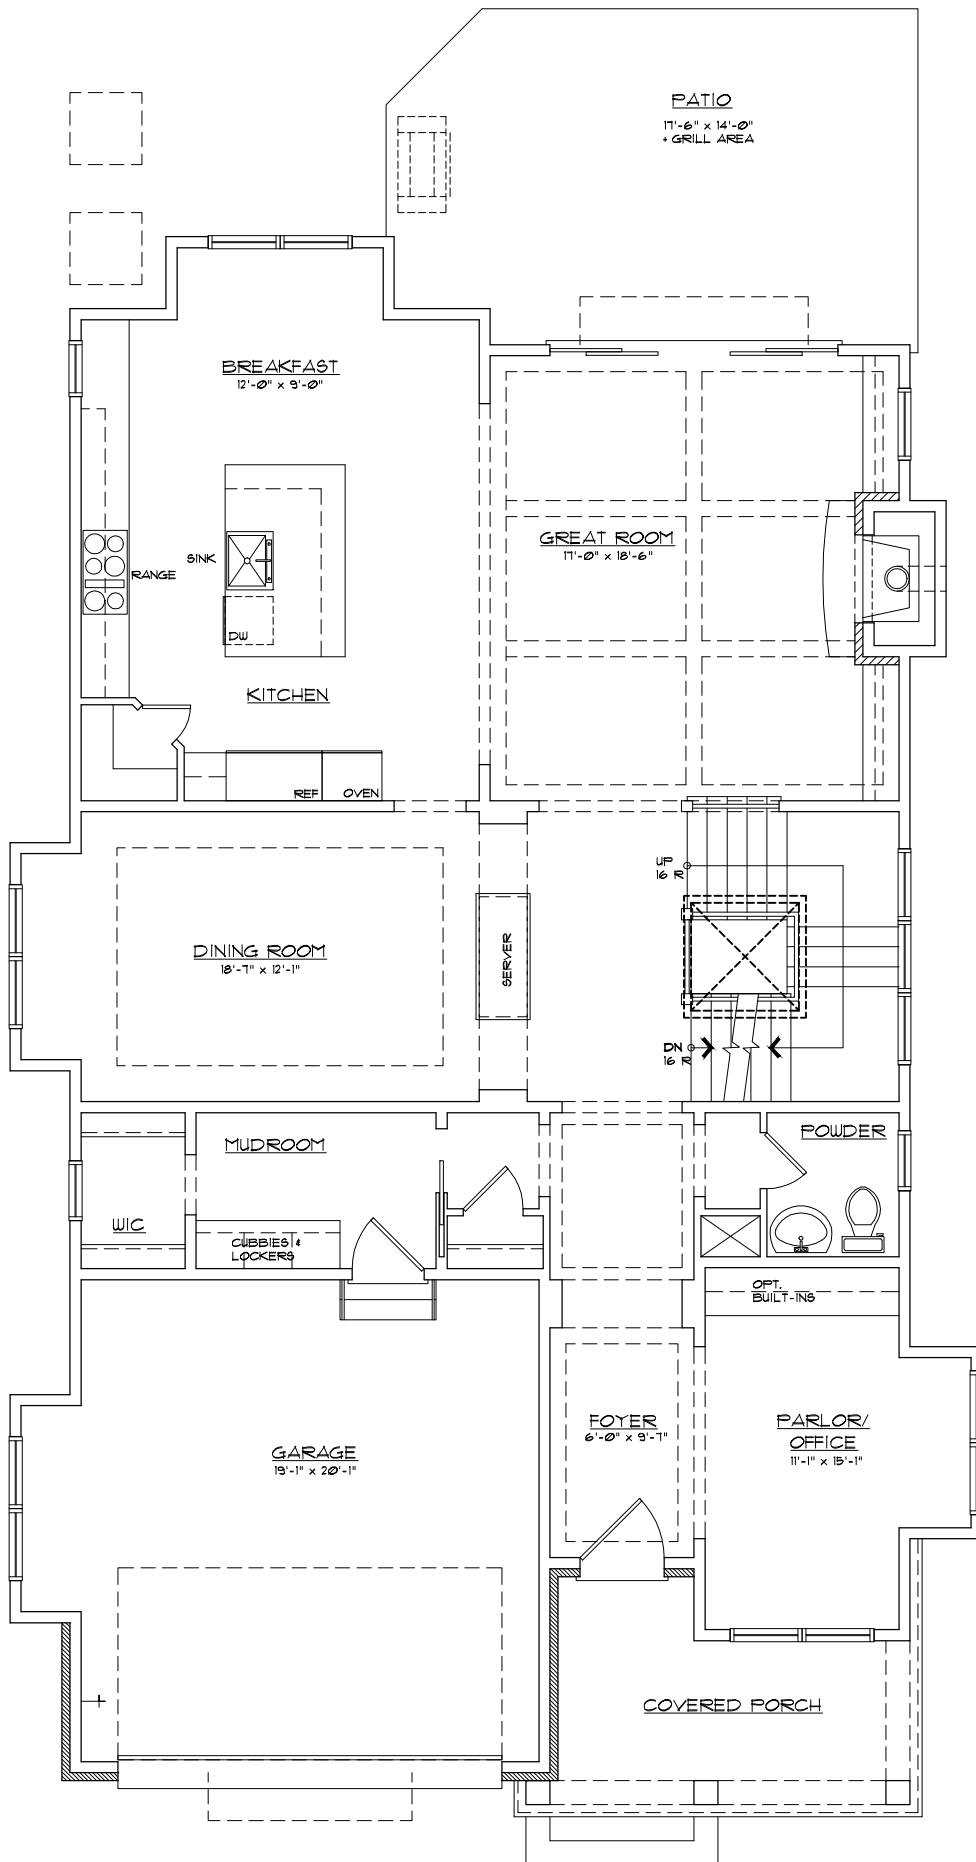 PATIO
17'-6" x 14'-0"
+ GRILL AREA
BREAKFAST
12'-0" x 9'-0"
GREAT ROOM
17'-0" x 18'-6"
SINK
RANGE
DW
KITCHEN
REF
OVEN
UP
16 R
DINING ROOM
18'-7" x 12'-1"
SERVER
DN
16 R
MUDROOM
POWDER
WIC
CUBBIES &
LOCKERS
OPT.
BUILT-INS
FOYER
6'-0" x 9'-7"
PARLOR/
OFFICE
11'-1" x 15'-1"
GARAGE
19'-1" x 20'-1"
COVERED PORCH